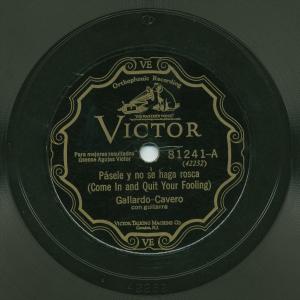 VE
Orthophonic Recording
"HIS MASTER'S VOICE"
VICTOR
Para mejores resultados
úsense Agujas Victor
81241-A
(42232)
Pásele y no se haga rosca
(Come In and Quit Your Fooling)
Gallardo-Cavero
con guitarra
VICTOR TALKING MACHINE CO.
Camden, N.J.
VE